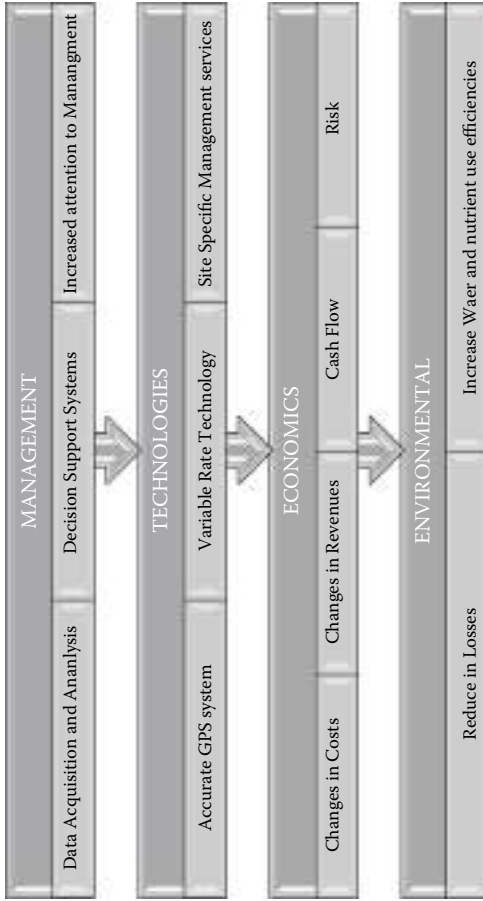 MANAGEMENT
Data Acquisition and Ananlysis
Decision Support Systems
Increased attention to Manangment
TECHNOLOGIES
Accurate GPS system
Variable Rate Technology
Site Specific Management services
ECONOMICS
Changes in Costs
Changes in Revenues
Cash Flow
Risk
ENVIRONMENTAL
Reduce in Losses
Increase Waer and nutrient use efficiencies